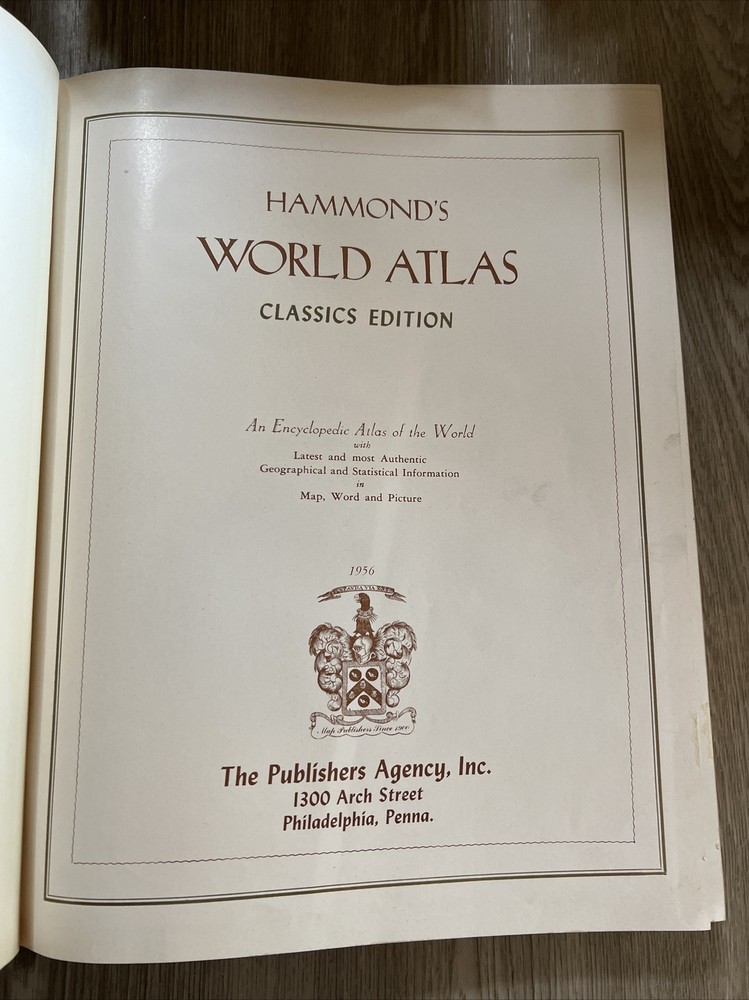 HAMMOND'S
WORLD ATLAS
CLASSICS EDITION
An Encyclopedic Atlas of the World
with
Latest and most Authentic
Geographical and Statistical Information
in
Map, Word and Picture
1956
Map Publishers Since 1900
The Publishers Agency, Inc.
1300 Arch Street
Philadelphia, Penna.